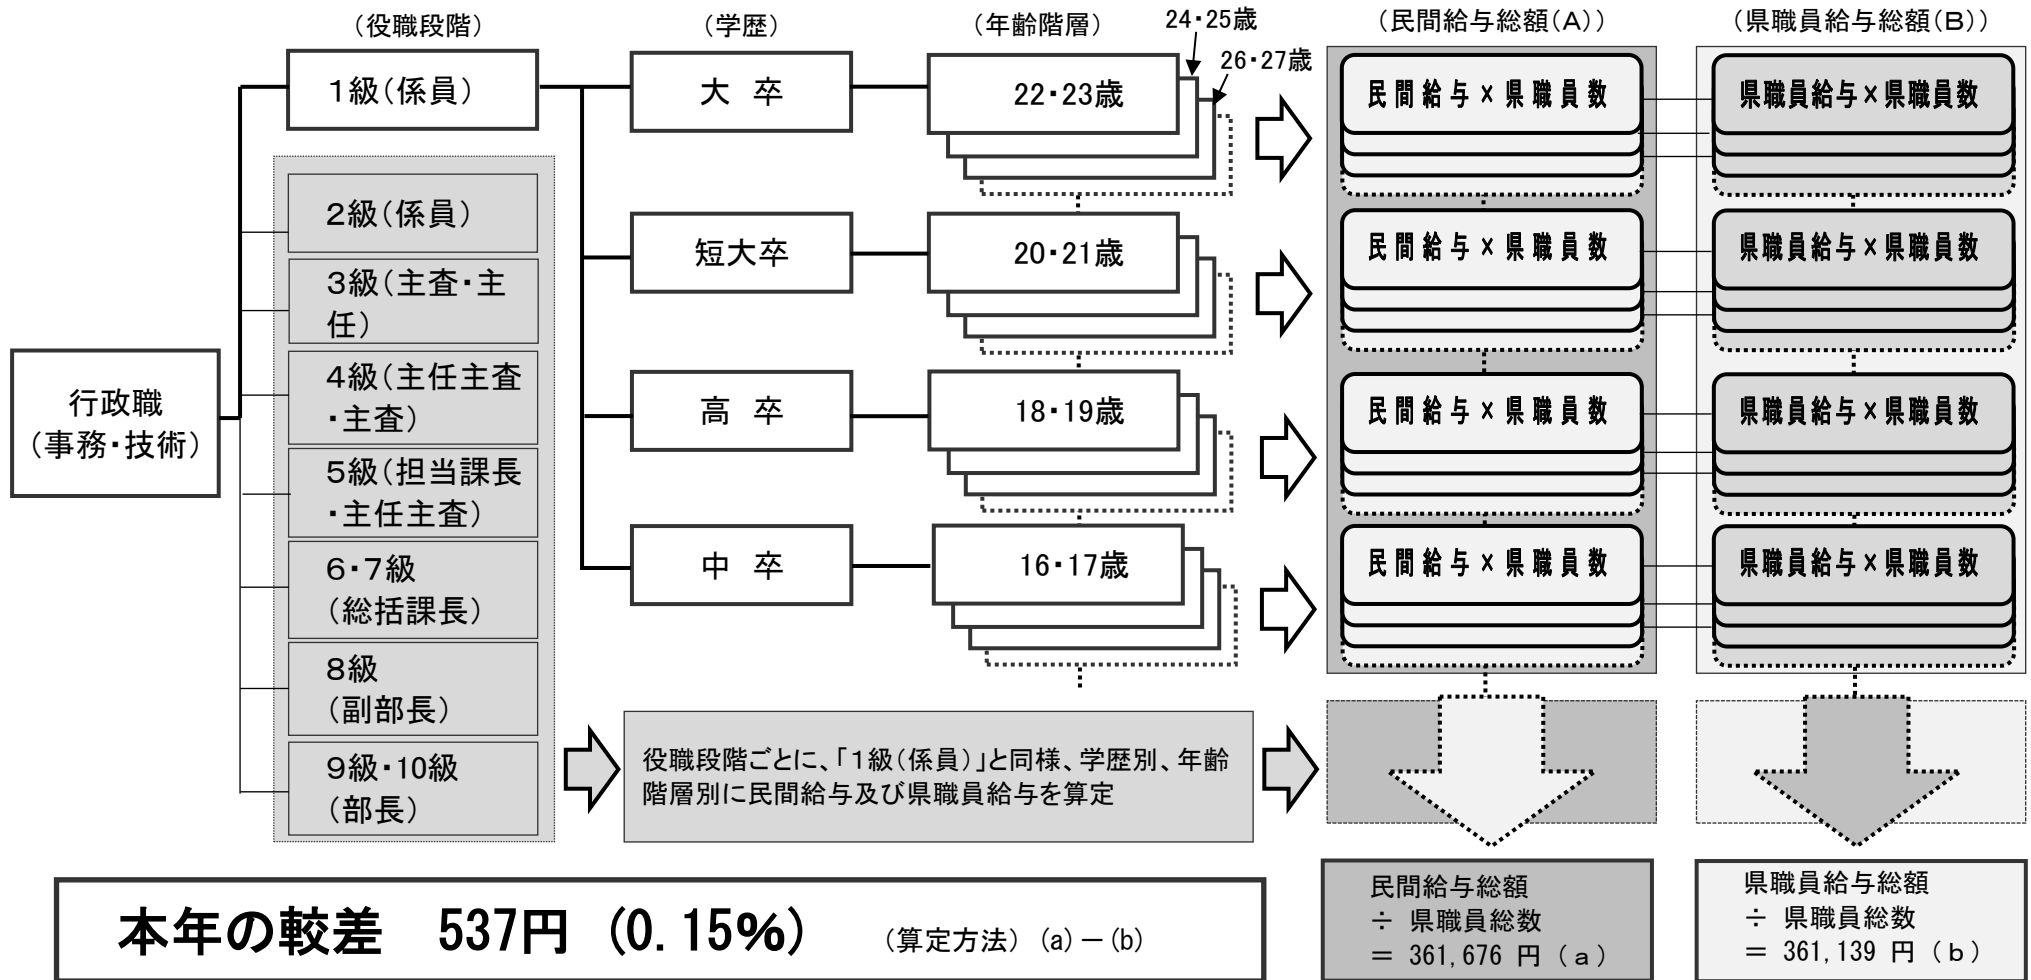 (役職段階)
(学歴)
(年齢階層)
24・25歳
26・27歳
(民間給与総額(A))
(県職員給与総額(B))
1級(係員)
大 卒
22・23歳
民間給与×県職員数
県職員給与×県職員数
2級(係員)
短大卒
20・21歳
民間給与×県職員数
県職員給与×県職員数
3級(主査・主
任)
4級(主任主査
・主査)
高 卒
18・19歳
民間給与×県職員数
県職員給与×県職員数
行政職
(事務・技術)
5級(担当課長
・主任主査)
中 卒
16・17歳
民間給与×県職員数
県職員給与×県職員数
6・7級
(総括課長)
8級
(副部長)
9級・10級
(部長)
役職段階ごとに、「1級(係員)」と同様、学歴別、年齢
階層別に民間給与及び県職員給与を算定
本年の較差 537円 (0.15%) (算定方法) (a)-(b)
民間給与総額
÷ 県職員総数
= 361,676 円 (a)
県職員給与総額
÷ 県職員総数
= 361,139 円 (b)